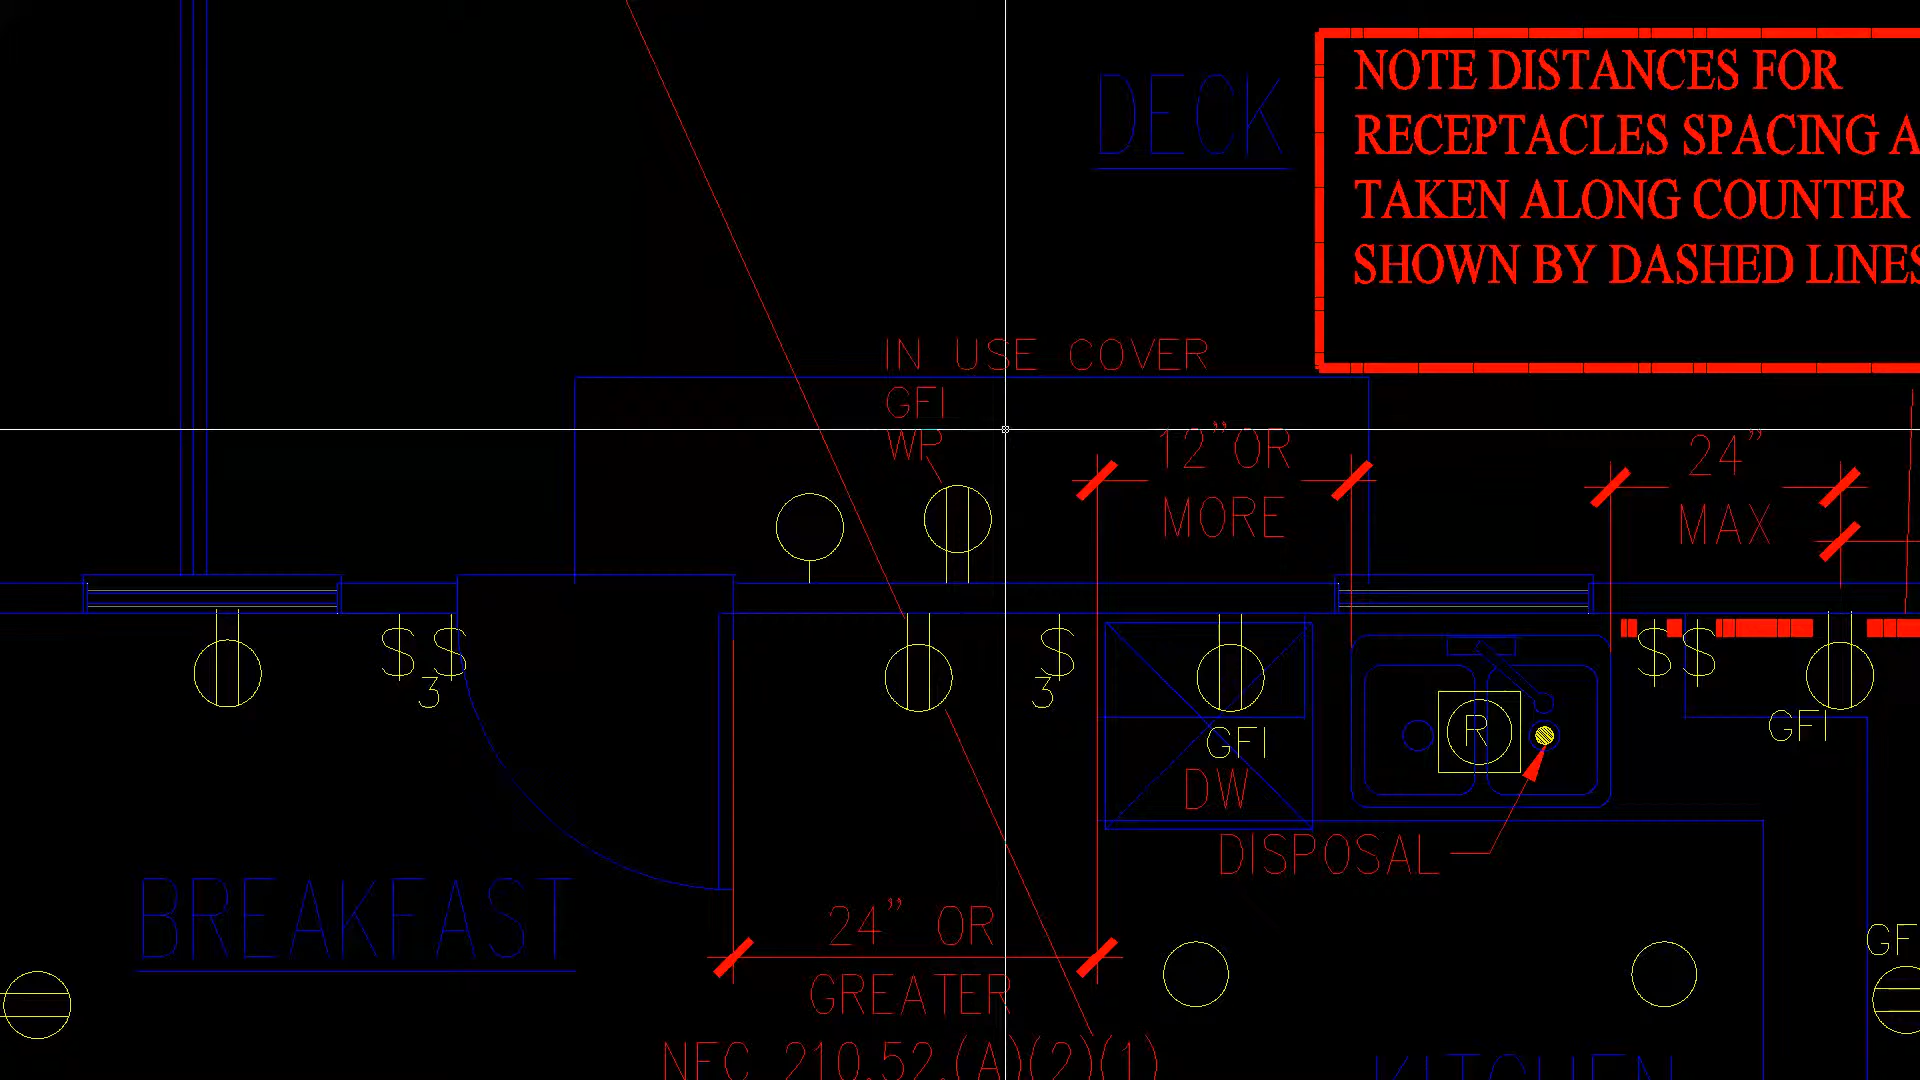 DECK
NOTE DISTANCES FOR
RECEPTACLES SPACING A
TAKEN ALONG COUNTER
SHOWN BY DASHED LINES
IN USE COVER
GFI
WP
12" OR
MORE
24"
MAX
$ $
3
$
3
$ $
GFI
GFI
R
DW
DISPOSAL
BREAKFAST
24" OR
GREATER
GF
NEC 210.52.(A)(2)(1)
KITCHEN